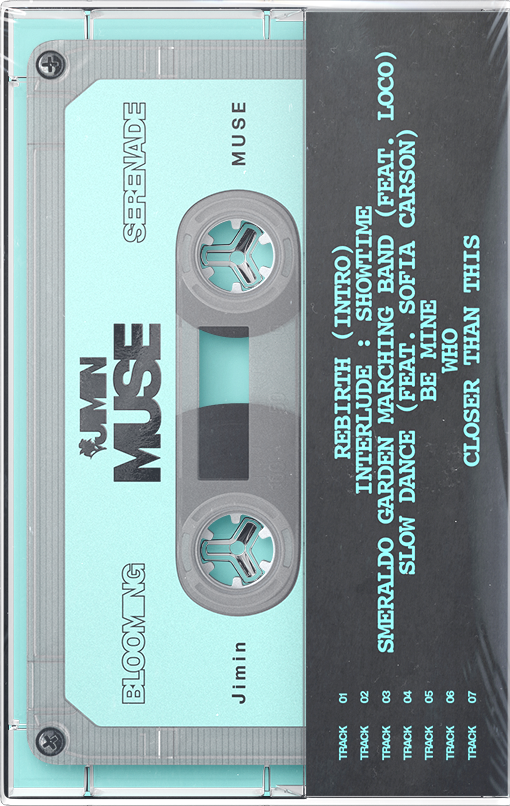 BLOOMING
SERENADE
JIMIN
MUSE
Jimin
MUSE
TRACK 01 REBIRTH (INTRO)
TRACK 02 INTERLUDE : SHOWTIME
TRACK 03 SMERALDO GARDEN MARCHING BAND (FEAT. LOCO)
TRACK 04 SLOW DANCE (FEAT. SOFIA CARSON)
TRACK 05 BE MINE
TRACK 06 WHO
TRACK 07 CLOSER THAN THIS